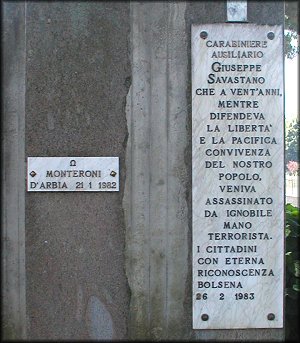 Ω
MONTERONI
D'ARBIA 21 1 1982
CARABINIERE
AUSILIARIO
GIUSEPPE
SAVASTANO
CHE A VENT'ANNI,
MENTRE
DIFENDEVA
LA LIBERTA'
E LA PACIFICA
CONVIVENZA
DEL NOSTRO
POPOLO,
VENIVA
ASSASSINATO
DA IGNOBILE
MANO
TERRORISTA.
I CITTADINI
CON ETERNA
RICONOSCENZA
BOLSENA
26 2 1983